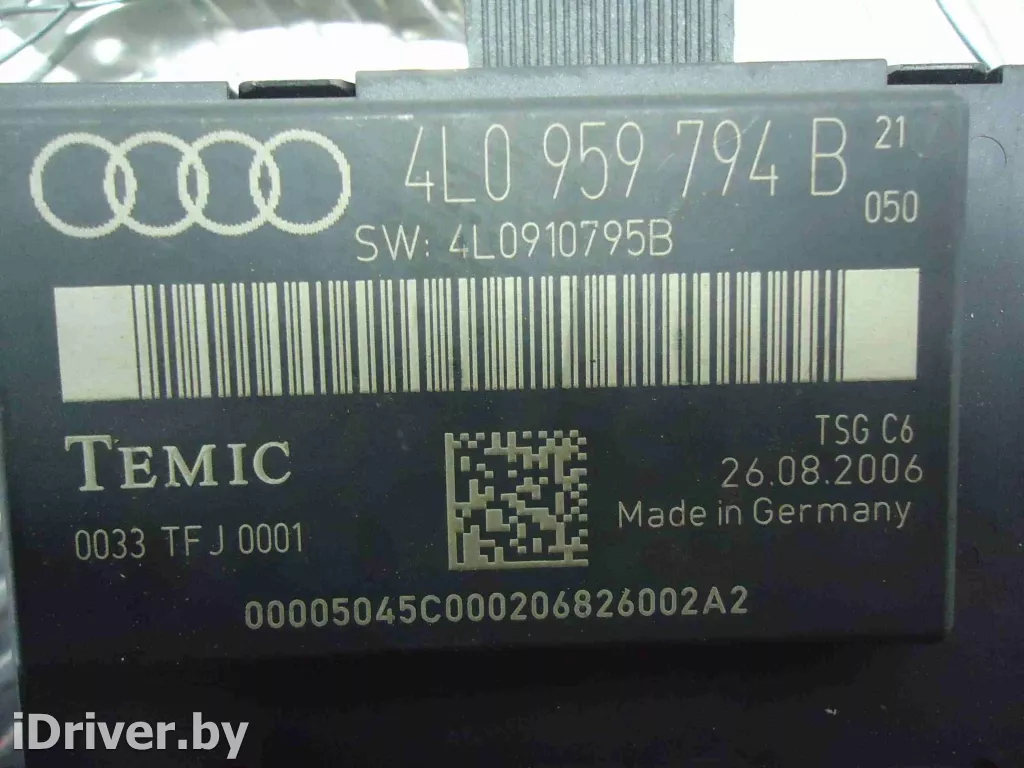 4L0 959 794 B 21
050
SW: 4L0910795B
TEMIC
TSG C6
26.08.2006
0033 TFJ 0001
Made in Germany
00005045C000206826002A2
iDriver.by